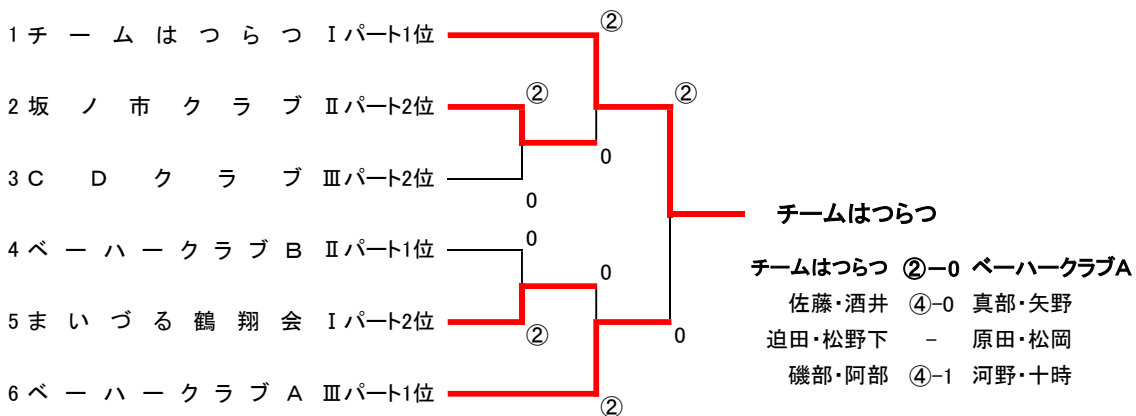 ②
1 チームはつらつ Ⅰパート1位
② ②
2 坂ノ市クラブ Ⅱパート2位
0
3 CDクラブ Ⅲパート2位
0
チームはつらつ
0
4 ベーハークラブB Ⅱパート1位
0
チームはつらつ ②-0 ベーハークラブA
佐藤・酒井 ④-0 真部・矢野
5 まいづる鶴翔会 Ⅰパート2位
② 0
迫田・松野下 - 原田・松岡
磯部・阿部 ④-1 河野・十時
6 ベーハークラブA Ⅲパート1位
②